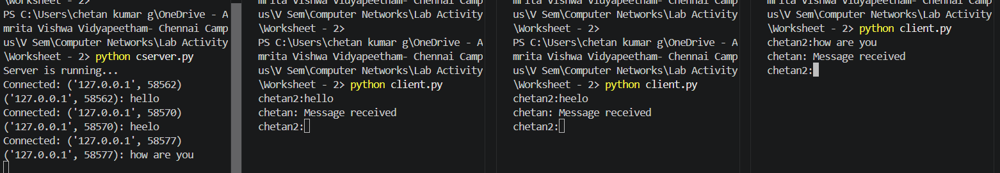 \Worksheet - 2>
PS C:\Users\chetan kumar g\OneDrive - A
mrita Vishwa Vidyapeetham- Chennai Camp
us\V Sem\Computer Networks\Lab Activity
\Worksheet - 2> python cserver.py
Server is running...
Connected: ('127.0.0.1', 58562)
('127.0.0.1', 58562): hello
Connected: ('127.0.0.1', 58570)
('127.0.0.1', 58570): heelo
Connected: ('127.0.0.1', 58577)
('127.0.0.1', 58577): how are you
mrita Vishwa Vidyapeetham- Chennai Camp
us\V Sem\Computer Networks\Lab Activity
\Worksheet - 2>
PS C:\Users\chetan kumar g\OneDrive - A
mrita Vishwa Vidyapeetham- Chennai Camp
us\V Sem\Computer Networks\Lab Activity
\Worksheet - 2> python client.py
chetan2:hello
chetan: Message received
chetan2:
mrita Vishwa Vidyapeetham- Chennai Camp
us\V Sem\Computer Networks\Lab Activity
\Worksheet - 2>
PS C:\Users\chetan kumar g\OneDrive - A
mrita Vishwa Vidyapeetham- Chennai Camp
us\V Sem\Computer Networks\Lab Activity
\Worksheet - 2> python client.py
chetan2:heelo
chetan: Message received
chetan2:
mrita Vishwa Vidyapeetham- Chennai Camp
us\V Sem\Computer Networks\Lab Activity
\Worksheet - 2> python client.py
chetan2:how are you
chetan: Message received
chetan2: